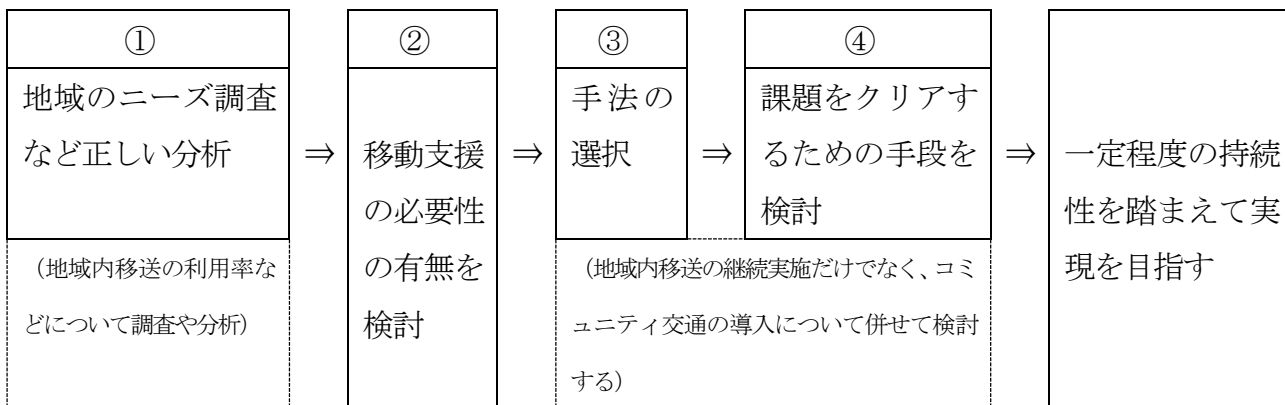 ①
地域のニーズ調査
など正しい分析
(地域内移送の利用率な
どについて調査や分析)
⇒
②
移動支援
の必要性
の有無を
検討
⇒
③
手法の
選択
⇒
④
課題をクリアす
るための手段を
検討
(地域内移送の継続実施だけでなく、コミ
ュニティ交通の導入について併せて検討
する)
⇒
一定程度の持続
性を踏まえて実
現を目指す